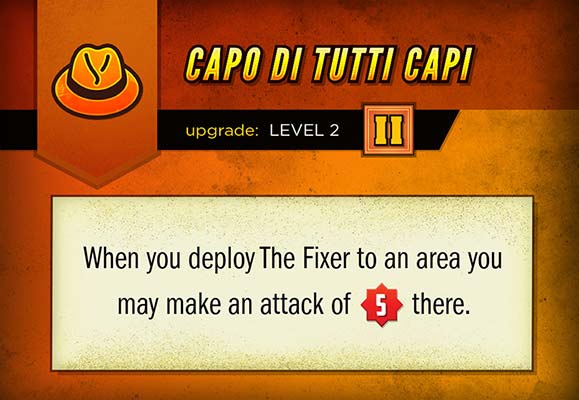 CAPO DI TUTTI CAPI
upgrade: LEVEL 2 II
When you deploy The Fixer to an area you
may make an attack of 5 there.